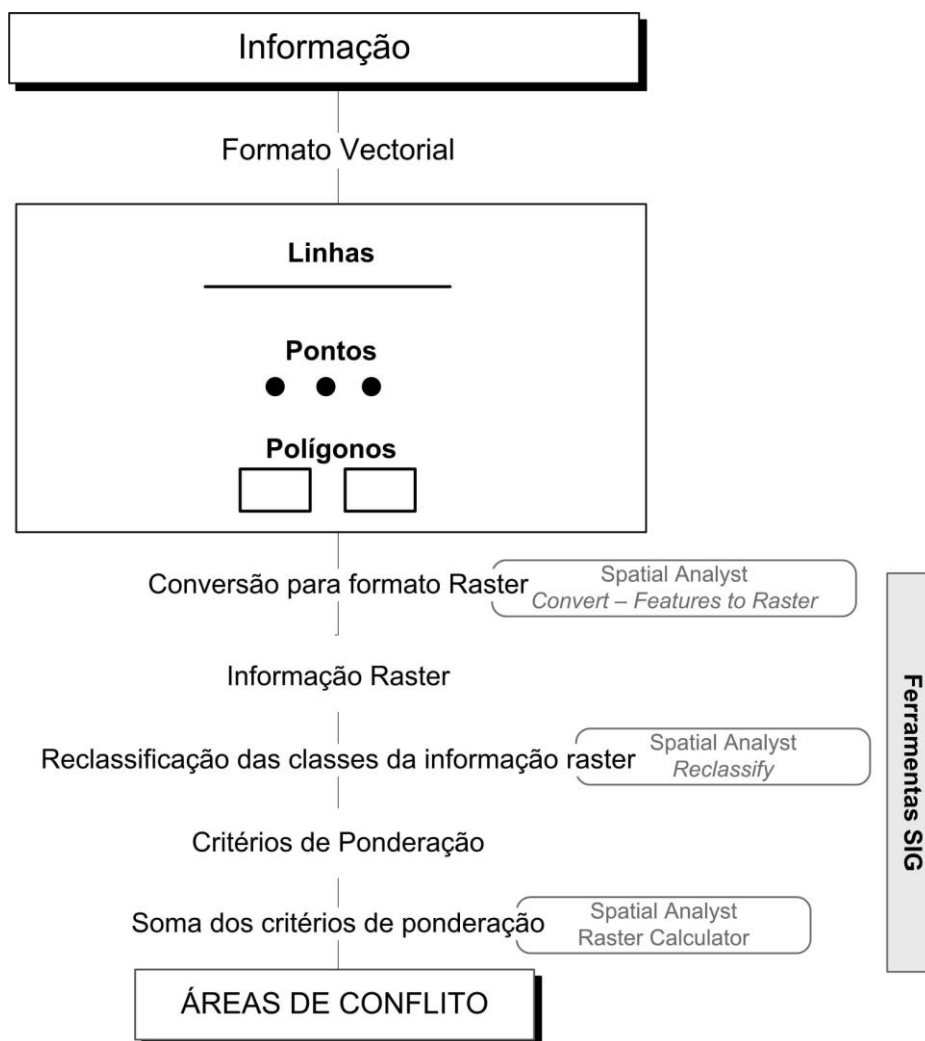 Informação
Formato Vectorial
Linhas
Pontos
Polígonos
Conversão para formato Raster
Spatial Analyst
Convert – Features to Raster
Informação Raster
Reclassificação das classes da informação raster
Spatial Analyst
Reclassify
Critérios de Ponderação
Soma dos critérios de ponderação
Spatial Analyst
Raster Calculator
ÁREAS DE CONFLITO
Ferramentas SIG